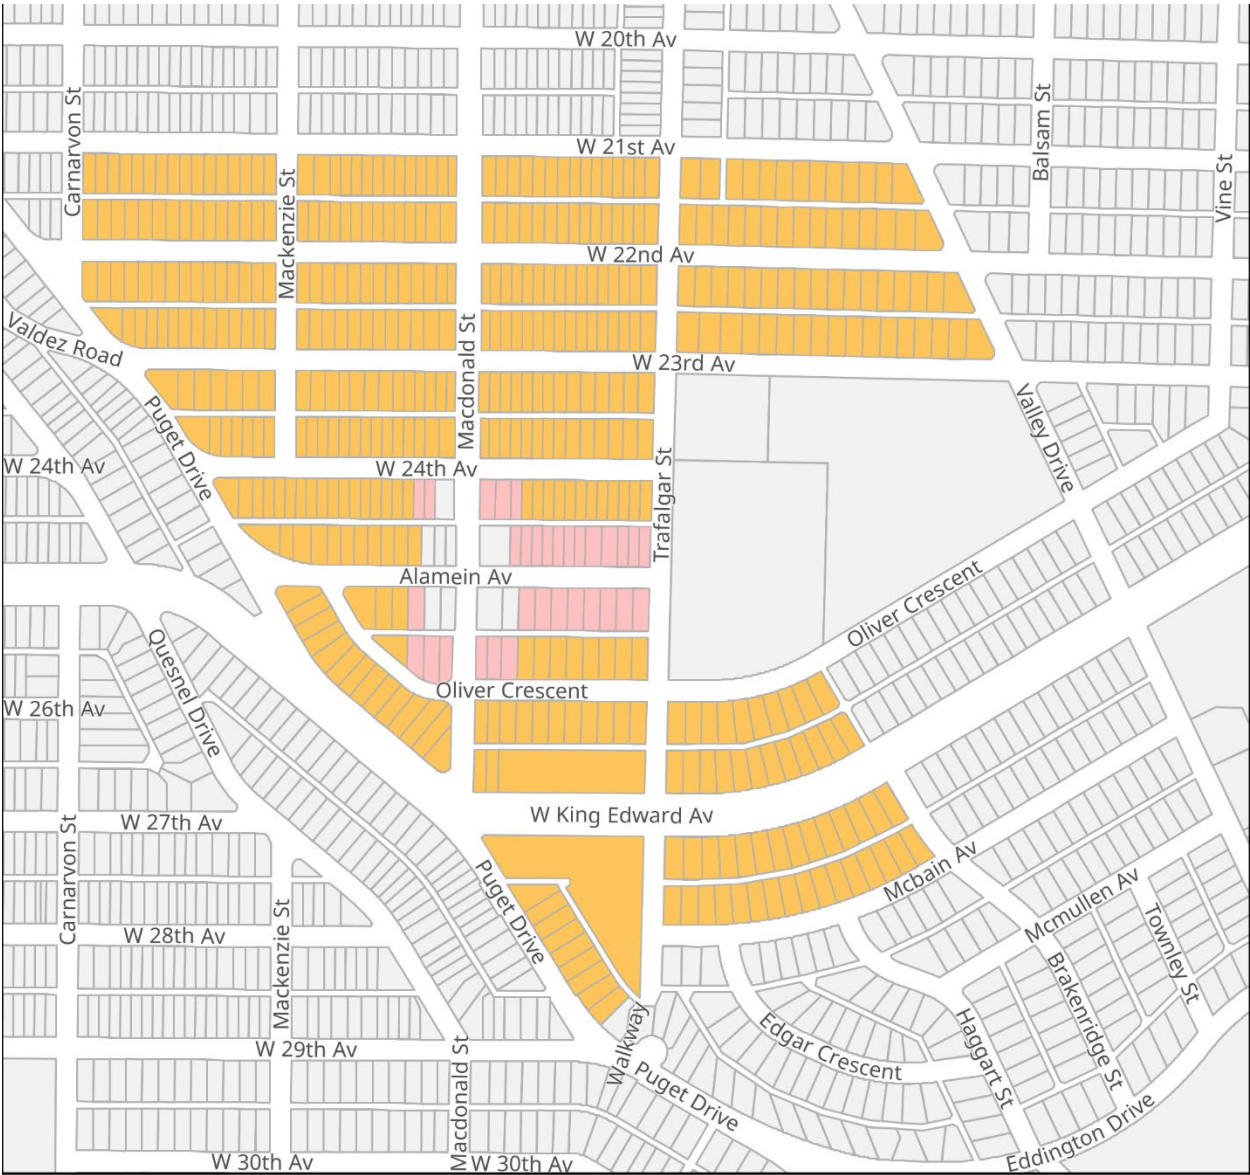 W 20th Av
Carnarvon St
Balsam St
W 21st Av
Mackenzie St
Vine St
W 22nd Av
Valdez Road
Macdonald St
W 23rd Av
Puget Drive
Valley Drive
W 24th Av
W 24th Av
Trafalgar St
Alamein Av
Oliver Crescent
Quesnel Drive
Oliver Crescent
W 26th Av
W King Edward Av
W 27th Av
Carnarvon St
Puget Drive
Mcbain Av
Mcmullen Av
W 28th Av
Mackenzie St
Townley St
Brakenridge St
W 29th Av
Macdonald St
Walkway
Edgar Crescent
Haggart St
Puget Drive
Eddington Drive
W 30th Av
W 30th Av